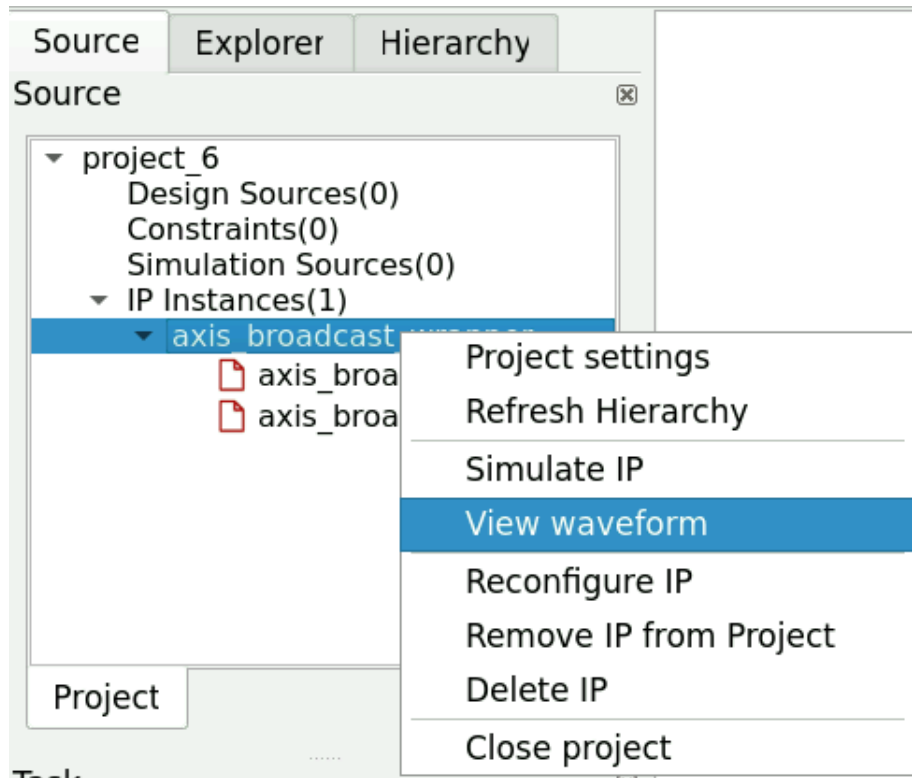 Source Explorer Hierarchy
Source
project_6
Design Sources(0)
Constraints(0)
Simulation Sources(0)
IP Instances(1)
axis_broadcast_wrapper
axis_broa
axis_broa
Project settings
Refresh Hierarchy
Simulate IP
View waveform
Reconfigure IP
Remove IP from Project
Delete IP
Close project
Project
Task